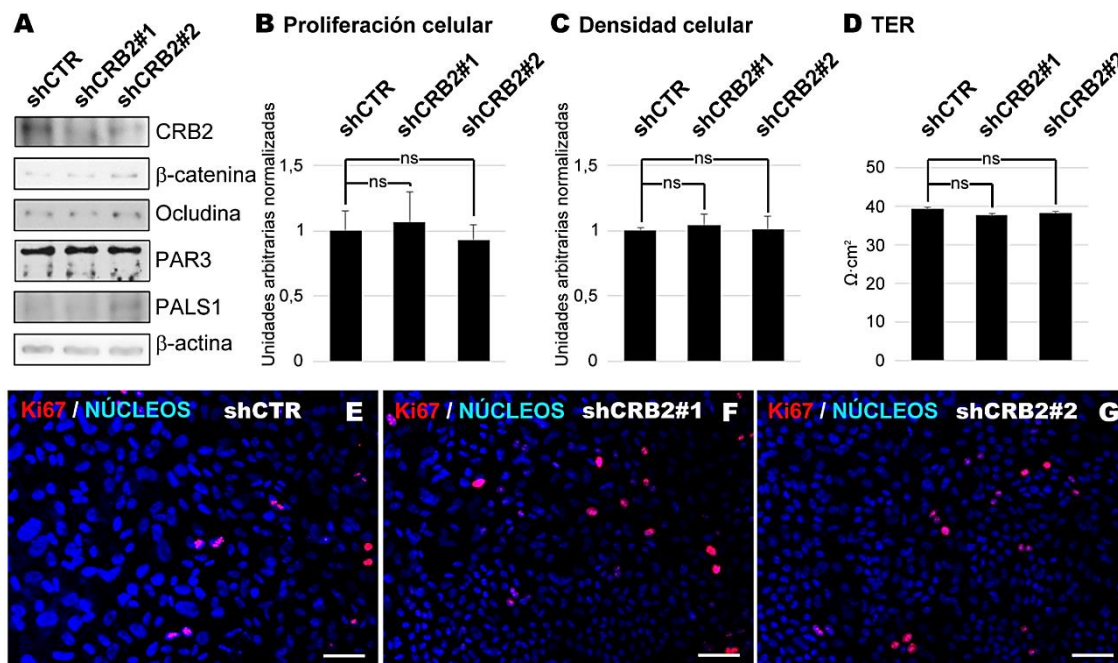 A
shCTR
shCRB2#1
shCRB2#2
CRB2
β-catenina
Ocludina
PAR3
PALS1
β-actina
B Proliferación celular
shCTR
shCRB2#1
shCRB2#2
Unidades arbitrarias normalizadas
1,5
1
0,5
0
ns
ns
C Densidad celular
shCTR
shCRB2#1
shCRB2#2
Unidades arbitrarias normalizadas
1,5
1
0,5
0
ns
ns
D TER
shCTR
shCRB2#1
shCRB2#2
Ω·cm²
50
40
30
20
10
0
ns
ns
Ki67 / NÚCLEOS shCTR E
Ki67 / NÚCLEOS shCRB2#1 F
Ki67 / NÚCLEOS shCRB2#2 G